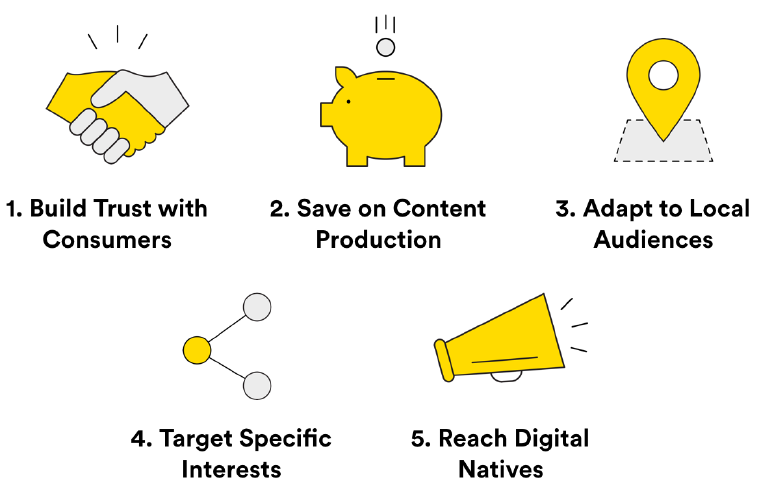 1. Build Trust with
Consumers
2. Save on Content
Production
3. Adapt to Local
Audiences
4. Target Specific
Interests
5. Reach Digital
Natives